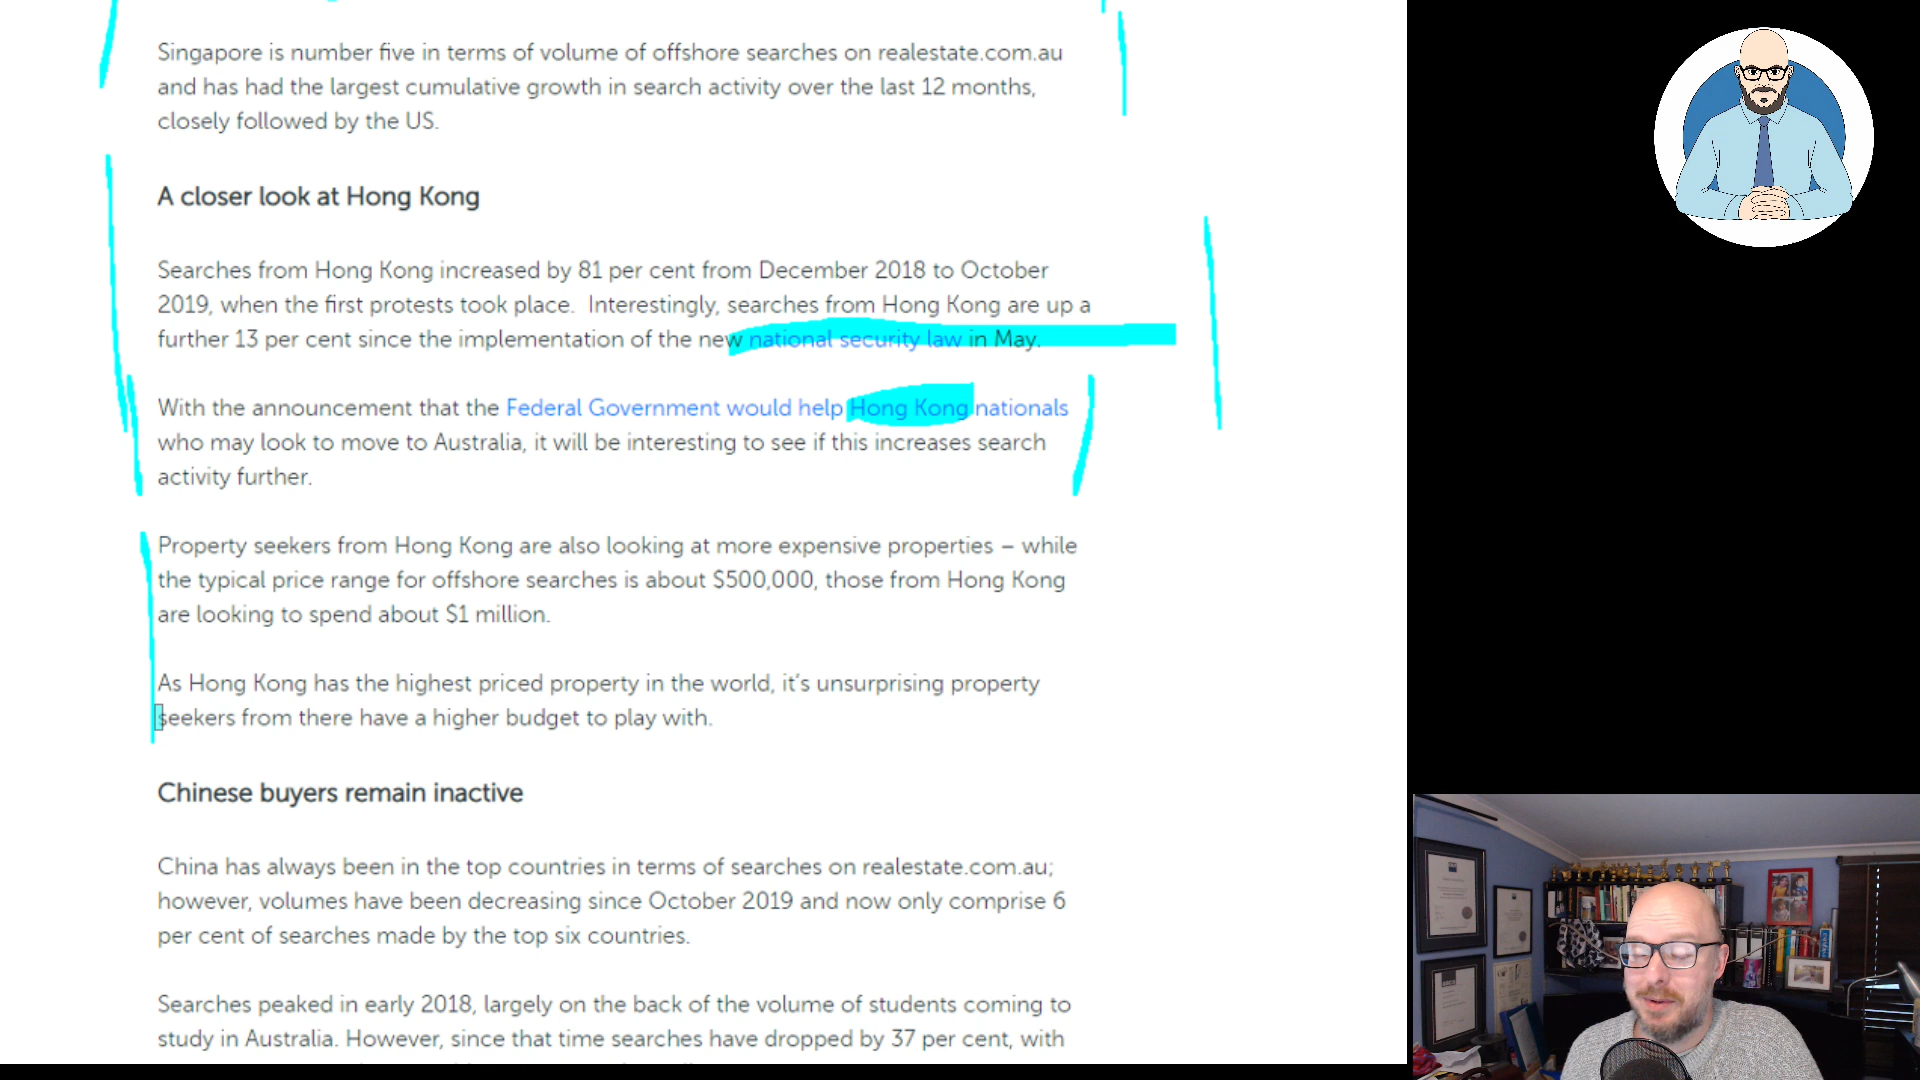 Singapore is number five in terms of volume of offshore searches on realestate.com.au
and has had the largest cumulative growth in search activity over the last 12 months,
closely followed by the US.
A closer look at Hong Kong
Searches from Hong Kong increased by 81 per cent from December 2018 to October
2019, when the first protests took place.  Interestingly, searches from Hong Kong are up a
further 13 per cent since the implementation of the new national security law in May.
With the announcement that the Federal Government would help Hong Kong nationals
who may look to move to Australia, it will be interesting to see if this increases search
activity further.
Property seekers from Hong Kong are also looking at more expensive properties – while
the typical price range for offshore searches is about $500,000, those from Hong Kong
are looking to spend about $1 million.
As Hong Kong has the highest priced property in the world, it's unsurprising property
seekers from there have a higher budget to play with.
Chinese buyers remain inactive
China has always been in the top countries in terms of searches on realestate.com.au;
however, volumes have been decreasing since October 2019 and now only comprise 6
per cent of searches made by the top six countries.
Searches peaked in early 2018, largely on the back of the volume of students coming to
study in Australia. However, since that time searches have dropped by 37 per cent, with